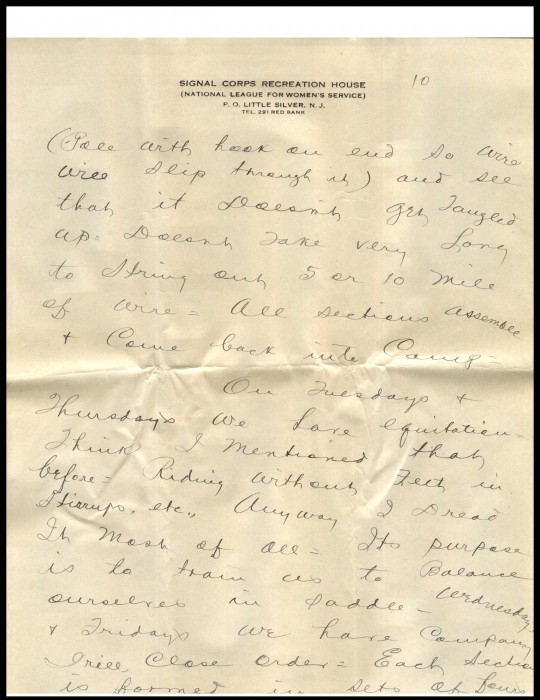 SIGNAL CORPS RECREATION HOUSE
(NATIONAL LEAGUE FOR WOMEN'S SERVICE)
P. O. LITTLE SILVER, N. J.
TEL. 291 RED BANK
10
(Pole with hook on end so wire
will slip through it) and see
that it doesn't get Tangled
up = Doesn't take very long
to string out 5 or 10 mile
of wire = All sections assemble
+ Come back into Camp =
On Tuesdays +
Thursdays we have equitation =
Think I mentioned that
before = Riding without Feet in
Stirrups, etc., Anyway I Dread
It Most of all = Its purpose
is to train us to Balance
ourselves in saddle = Wednesdays
+ Fridays we have Company
Drill Close Order = Each Section
is formed in sets of fours